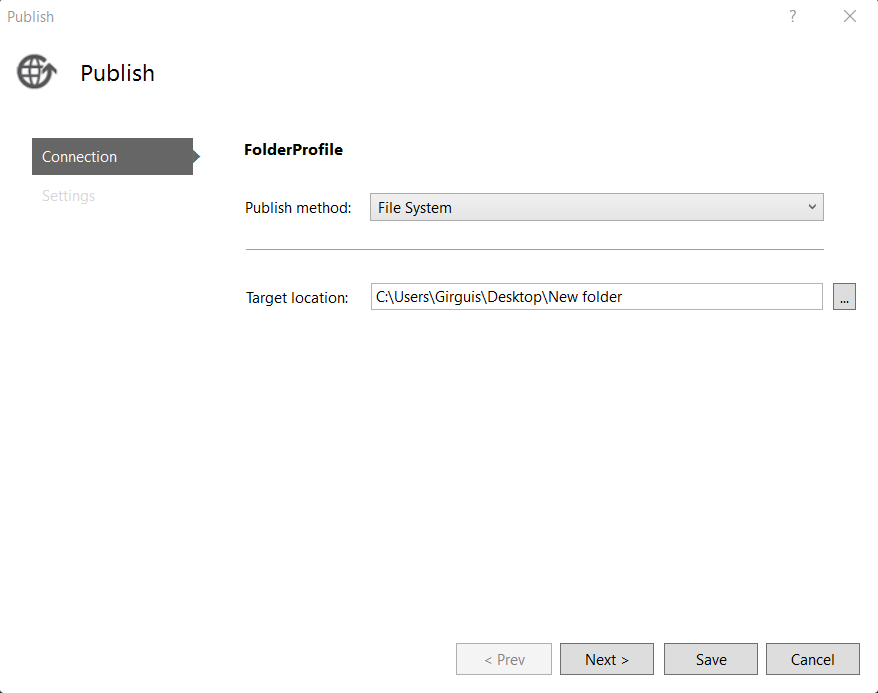 Publish
?
Publish
Connection
Settings
FolderProfile
Publish method: File System
Target location: C:\Users\Girguis\Desktop\New folder ...
< Prev Next > Save Cancel